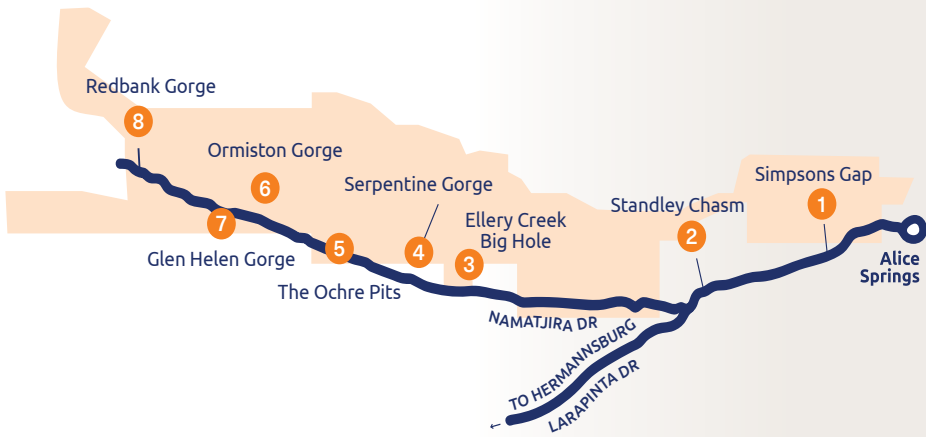 Redbank Gorge
8
Ormiston Gorge
6
Serpentine Gorge
4
Ellery Creek
Big Hole
3
Standley Chasm
2
Simpsons Gap
1
Alice
Springs
7
Glen Helen Gorge
5
The Ochre Pits
NAMATJIRA DR
TO HERMANNSBURG
LARAPINTA DR
←